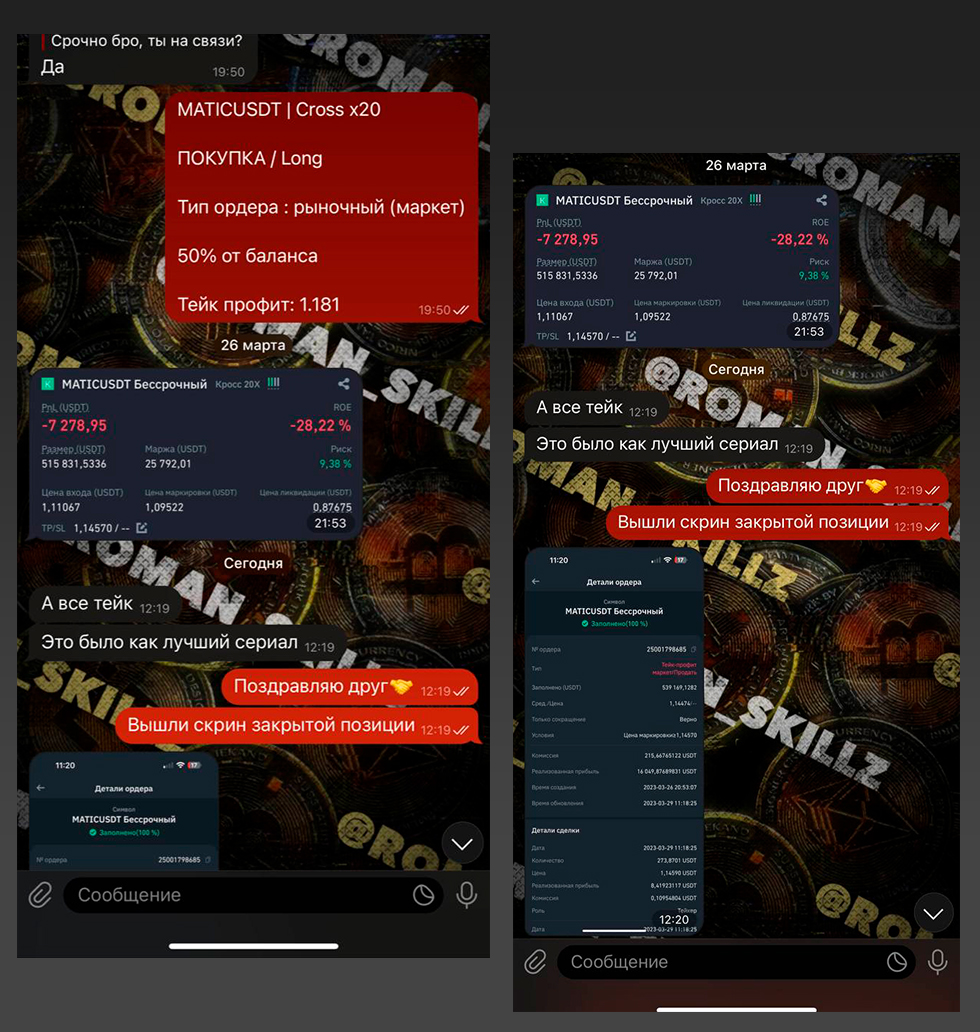 Срочно бро, ты на связи?
Да 19:50
MATICUSDT | Cross x20
ПОКУПКА / Long
Тип ордера : рыночный (маркет)
50% от баланса
Тейк профит: 1.181 19:50
26 марта
К MATICUSDT Бессрочный Кросс 20X
PnL (USDT) ROE
-7 278,95 -28,22 %
Размер (USDT) Маржа (USDT) Риск
515 831,5336 25 792,01 9,38 %
Цена входа (USDT) Цена маркировки (USDT) Цена ликвидации (USDT)
1,11067 1,09522 0,87675
TP/SL 1,14570 / -- 21:53
Сегодня
А все тейк 12:19
Это было как лучший сериал 12:19
Поздравляю друг🤝 12:19
Вышли скрин закрытой позиции 12:19
11:20 17
Детали ордера
Символ
MATICUSDT Бессрочный
Заполнено(100 %)
№ ордера 25001798685
Сообщение
26 марта
К MATICUSDT Бессрочный Кросс 20X
PnL (USDT) ROE
-7 278,95 -28,22 %
Размер (USDT) Маржа (USDT) Риск
515 831,5336 25 792,01 9,38 %
Цена входа (USDT) Цена маркировки (USDT) Цена ликвидации (USDT)
1,11067 1,09522 0,87675
TP/SL 1,14570 / -- 21:53
Сегодня
А все тейк 12:19
Это было как лучший сериал 12:19
Поздравляю друг🤝 12:19
Вышли скрин закрытой позиции 12:19
11:20 17
Детали ордера
Символ
MATICUSDT Бессрочный
Заполнено(100 %)
№ ордера 25001798685
Тип Тейк-профит
маркет/Продать
Заполнено (USDT) 539 169,1282
Сред./Цена 1,14474/--
Только сокращение Верно
Условия Цена маркировки≥1,14570
Комиссия 215,66765122 USDT
Реализованная прибыль 16 049,87689831 USDT
Время создания 2023-03-26 20:53:07
Время обновления 2023-03-29 11:18:25
Детали сделки
Дата 2023-03-29 11:18:25
Количество 273,8701 USDT
Цена 1,14590 USDT
Реализованная прибыль 8,41923117 USDT
Комиссия 0,10954804 USDT
Роль Тейкер
12:20
Дата 2023-03-29 11:18:25
Сообщение
@ROMAN_SKILLZ